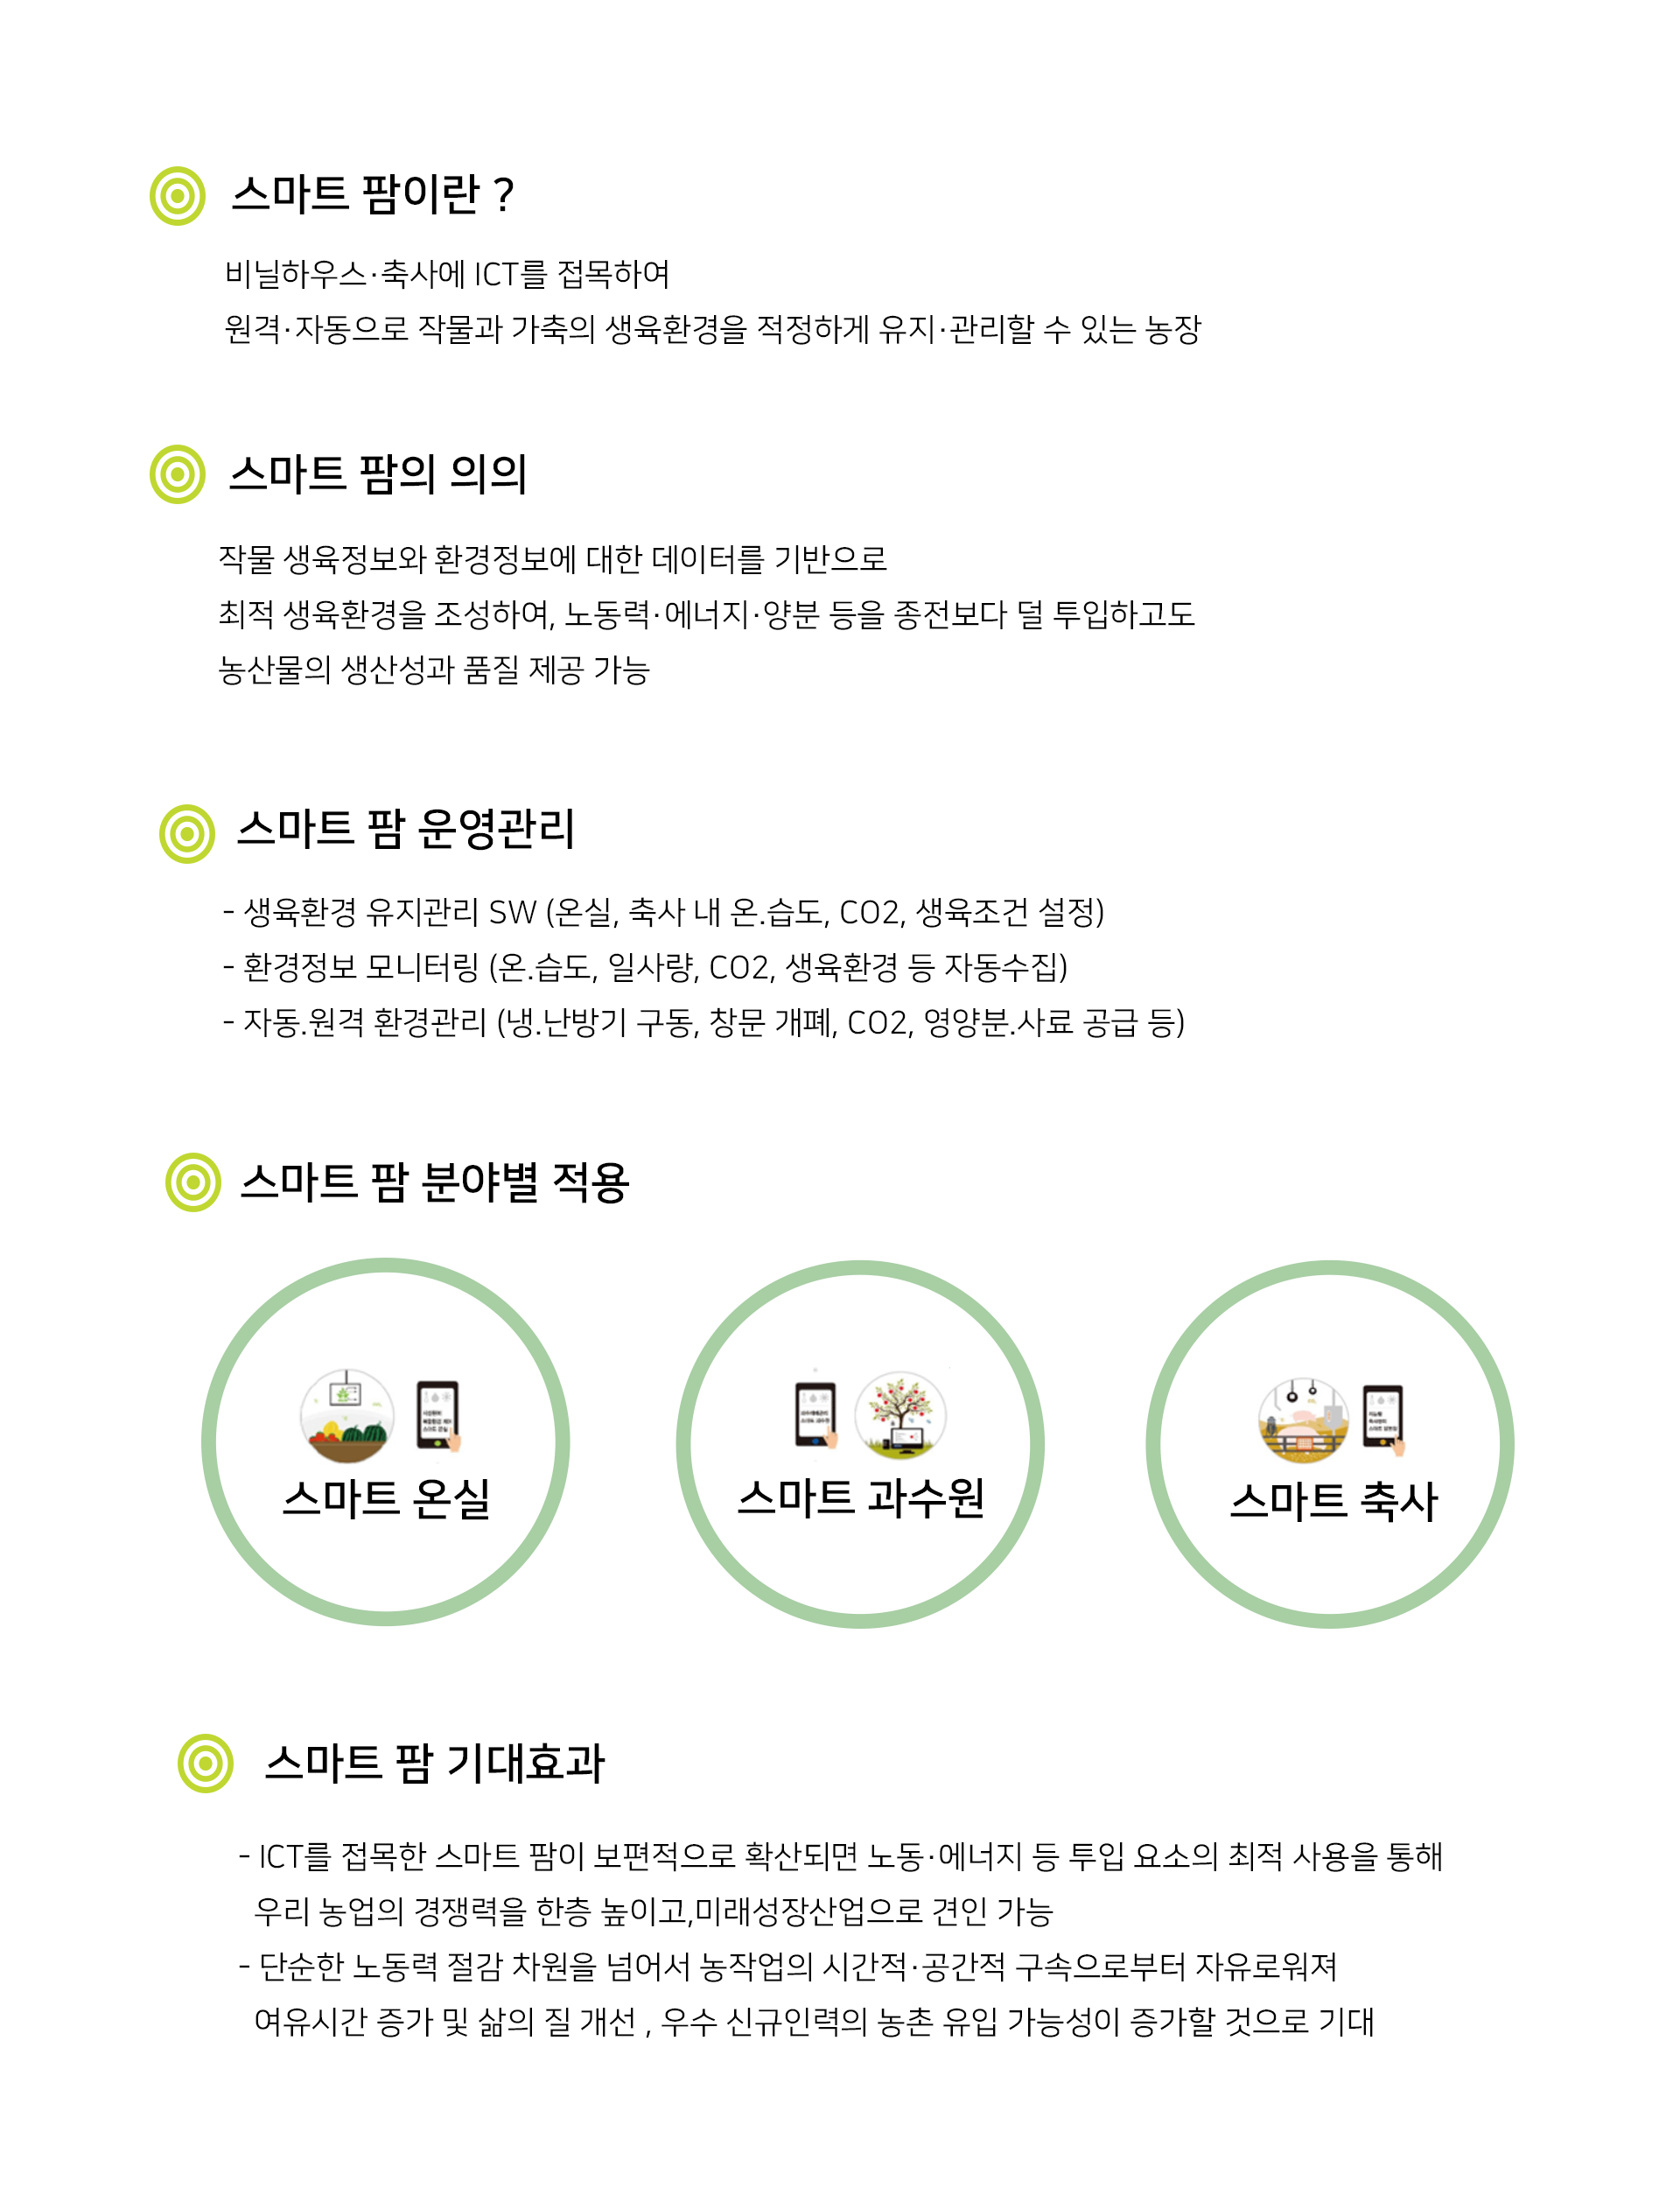 스마트 팜이란 ?
비닐하우스·축사에 ICT를 접목하여
원격·자동으로 작물과 가축의 생육환경을 적정하게 유지·관리할 수 있는 농장
스마트 팜의 의의
작물 생육정보와 환경정보에 대한 데이터를 기반으로
최적 생육환경을 조성하여, 노동력·에너지·양분 등을 종전보다 덜 투입하고도
농산물의 생산성과 품질 제공 가능
스마트 팜 운영관리
- 생육환경 유지관리 SW (온실, 축사 내 온.습도, CO2, 생육조건 설정)
- 환경정보 모니터링 (온.습도, 일사량, CO2, 생육환경 등 자동수집)
- 자동.원격 환경관리 (냉.난방기 구동, 창문 개폐, CO2, 영양분.사료 공급 등)
스마트 팜 분야별 적용
스마트 온실
스마트 과수원
스마트 축사
스마트 팜 기대효과
- ICT를 접목한 스마트 팜이 보편적으로 확산되면 노동·에너지 등 투입 요소의 최적 사용을 통해
우리 농업의 경쟁력을 한층 높이고,미래성장산업으로 견인 가능
- 단순한 노동력 절감 차원을 넘어서 농작업의 시간적·공간적 구속으로부터 자유로워져
여유시간 증가 및 삶의 질 개선 , 우수 신규인력의 농촌 유입 가능성이 증가할 것으로 기대